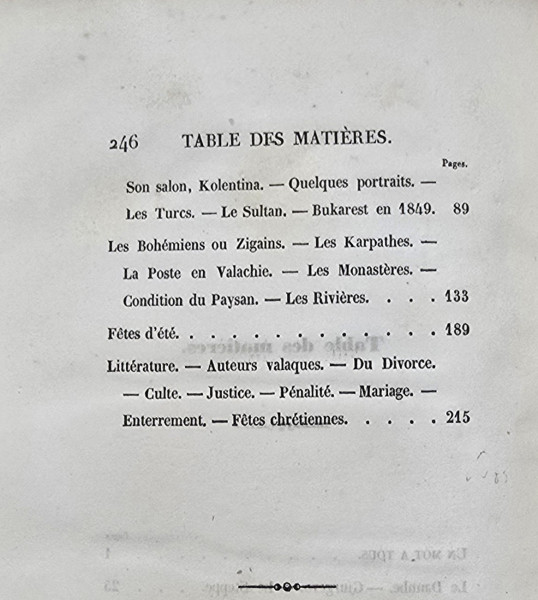 246 TABLE DES MATIÈRES.
Pages.
Son salon, Kolentina. — Quelques portraits. —
Les Turcs. — Le Sultan. — Bukarest en 1849. 89
Les Bohémiens ou Zigains. — Les Karpathes. —
La Poste en Valachie. — Les Monastères. —
Condition du Paysan. — Les Rivières. . . . 133
Fêtes d'été. . . . . . . . . . . . 189
Littérature. — Auteurs valaques. — Du Divorce.
— Culte. — Justice. — Pénalité. — Mariage. —
Enterrement. — Fêtes chrétiennes. . . . . 215